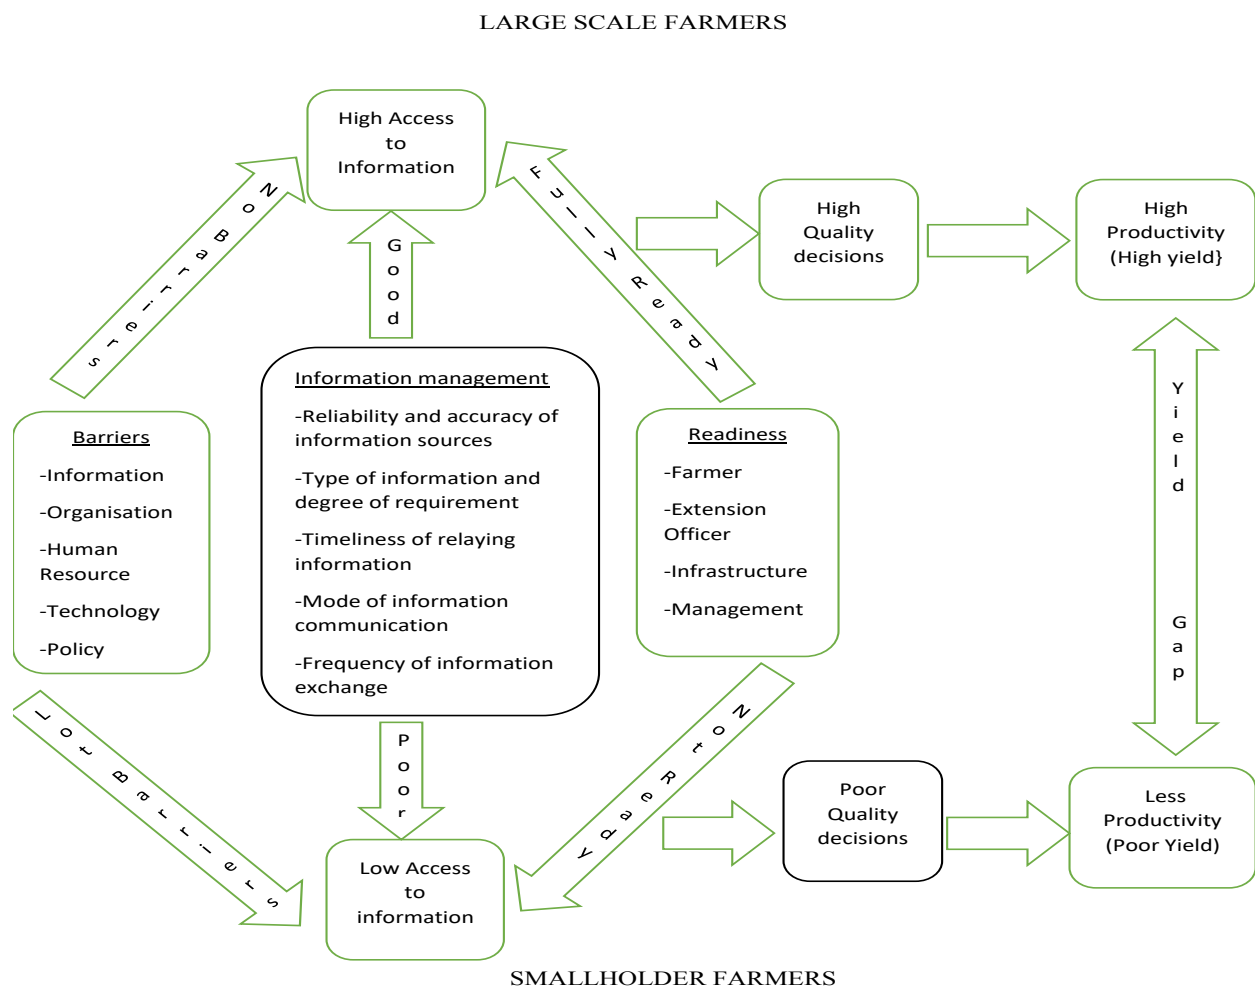 LARGE SCALE FARMERS
High Access
to
Information
No Barriers
Good
Fully Ready
High
Quality
decisions
High
Productivity
(High yield}
Barriers
-Information
-Organisation
-Human
Resource
-Technology
-Policy
Information management
-Reliability and accuracy of
information sources
-Type of information and
degree of requirement
-Timeliness of relaying
information
-Mode of information
communication
-Frequency of information
exchange
Readiness
-Farmer
-Extension
Officer
-Infrastructure
-Management
Yield Gap
Lot Barriers
Poor
Not Ready
Low Access
to
information
Poor
Quality
decisions
Less
Productivity
(Poor Yield)
SMALLHOLDER FARMERS